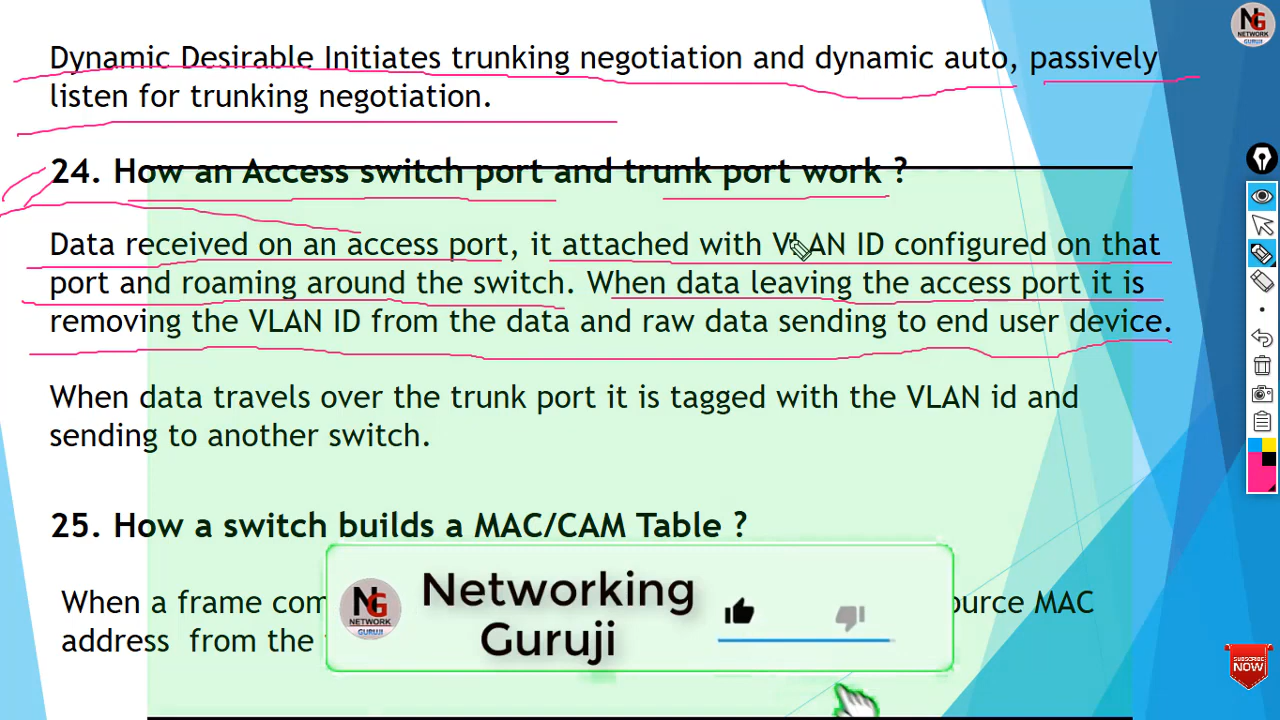 Dynamic Desirable Initiates trunking negotiation and dynamic auto, passively
listen for trunking negotiation.
24. How an Access switch port and trunk port work ?
Data received on an access port, it attached with VLAN ID configured on that
port and roaming around the switch. When data leaving the access port it is
removing the VLAN ID from the data and raw data sending to end user device.
When data travels over the trunk port it is tagged with the VLAN id and
sending to another switch.
25. How a switch builds a MAC/CAM Table ?
When a frame MAC
address from the
Networking
Guruji
NG
NETWORK
GURUJI
NG
NETWORK
GURUJI
SUBSCRIBE
NOW